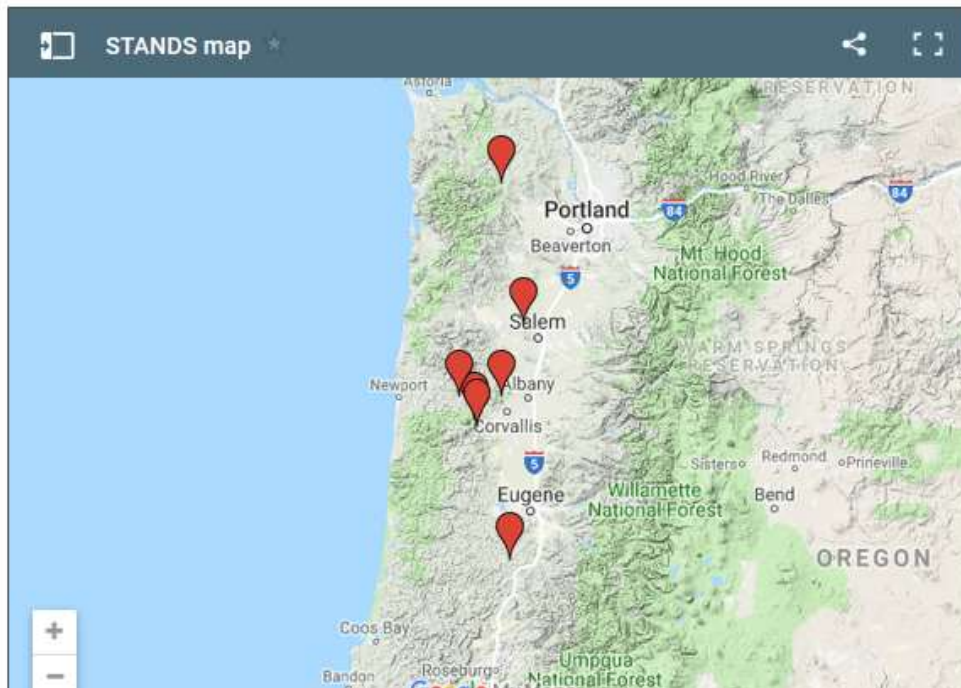 STANDS map
Astoria
RESERVATION
Hood River
84
The Dalles
84
Portland
Beaverton
Mt. Hood
National Forest
5
Salem
WARM SPRINGS
RESERVATION
Newport
Albany
Corvallis
5
Sisters
Redmond
Prineville
Eugene
Willamette
National Forest
Bend
OREGON
Coos Bay
Bandon
Roseburg
Umpqua
National Forest